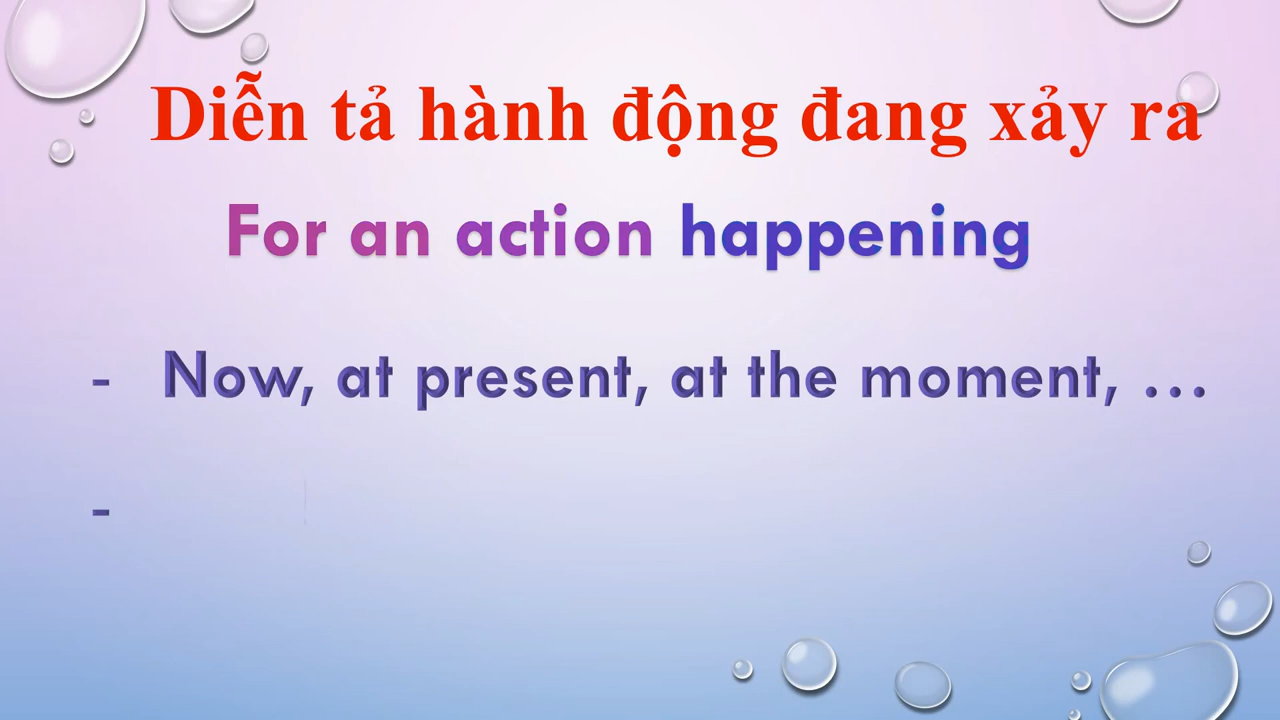 Diễn tả hành động đang xảy ra
For an action happening
- Now, at present, at the moment, …
-